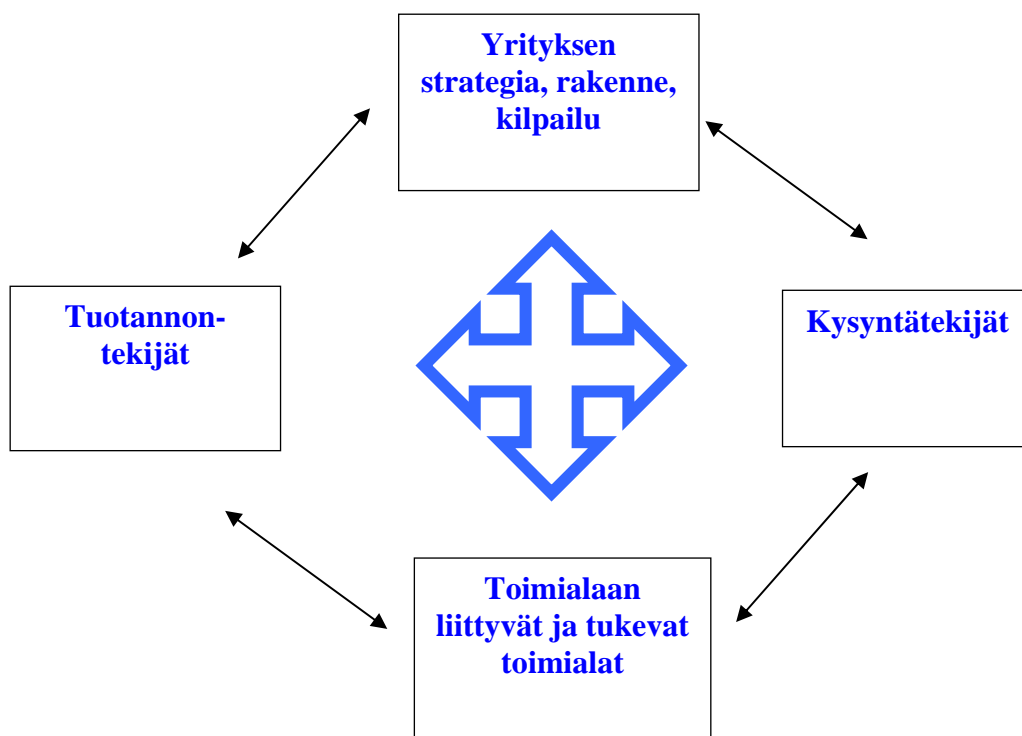 Yrityksen
strategia, rakenne,
kilpailu
Tuotannon-
tekijät
Kysyntätekijät
Toimialaan
liittyvät ja tukevat
toimialat